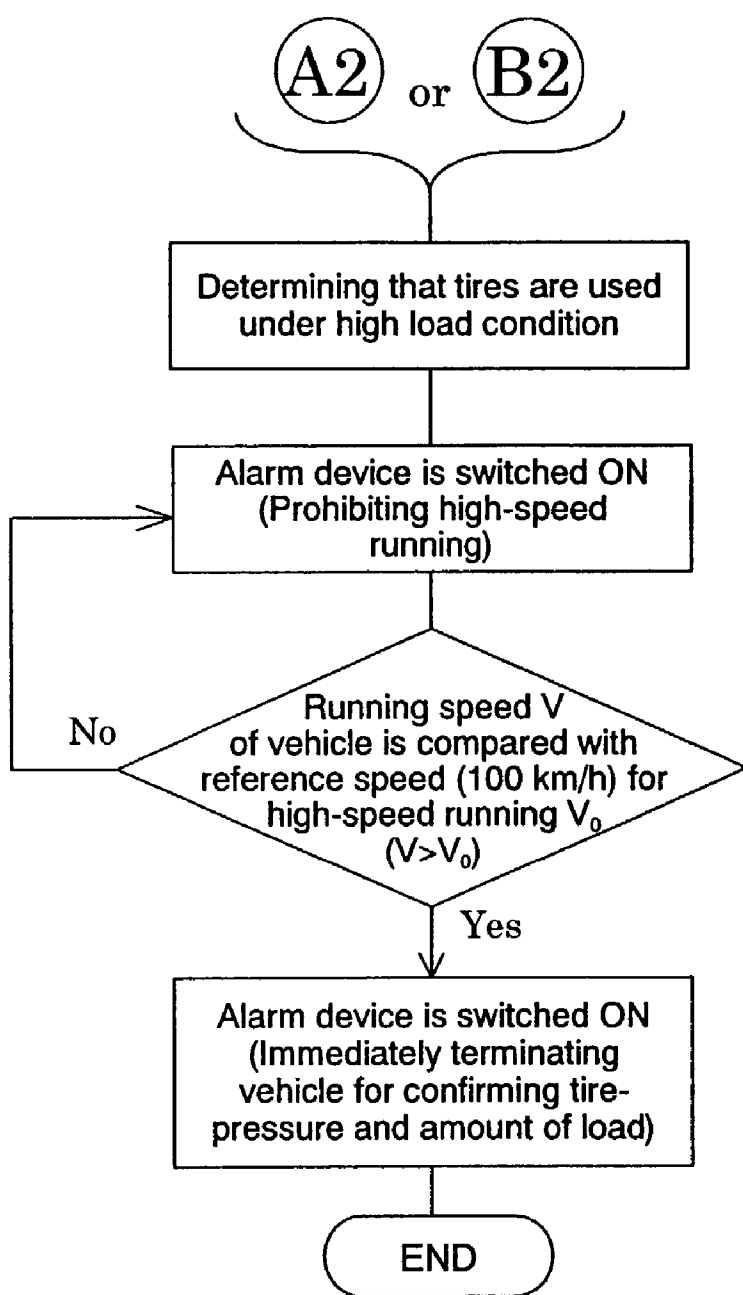 A2 or B2
Determining that tires are used
under high load condition
Alarm device is switched ON
(Prohibiting high-speed
running)
No
Running speed V
of vehicle is compared with
reference speed (100 km/h) for
high-speed running V₀
(V>V₀)
Yes
Alarm device is switched ON
(Immediately terminating
vehicle for confirming tire-
pressure and amount of load)
END